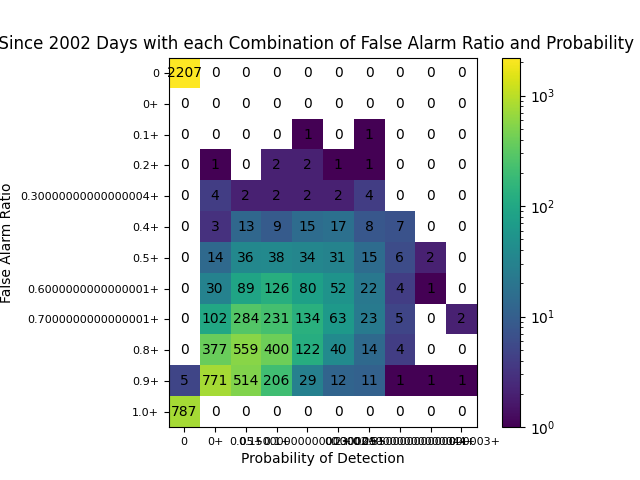 Since 2002 Days with each Combination of False Alarm Ratio and Probability
0 2207 0 0 0 0 0 0 0 0 0
0+ 0 0 0 0 0 0 0 0 0 0
0.1+ 0 0 0 0 1 0 1 0 0 0
0.2+ 0 1 0 2 2 1 1 0 0 0
0.30000000000000004+ 0 4 2 2 2 2 4 0 0 0
0.4+ 0 3 13 9 15 17 8 7 0 0
0.5+ 0 14 36 38 34 31 15 6 2 0
0.6000000000000001+ 0 30 89 126 80 52 22 4 1 0
0.7000000000000001+ 0 102 284 231 134 63 23 5 0 2
0.8+ 0 377 559 400 122 40 14 4 0 0
0.9+ 5 771 514 206 29 12 11 1 1 1
1.0+ 787 0 0 0 0 0 0 0 0 0
0 0+
Probability of Detection
False Alarm Ratio
10³
10²
10¹
10⁰